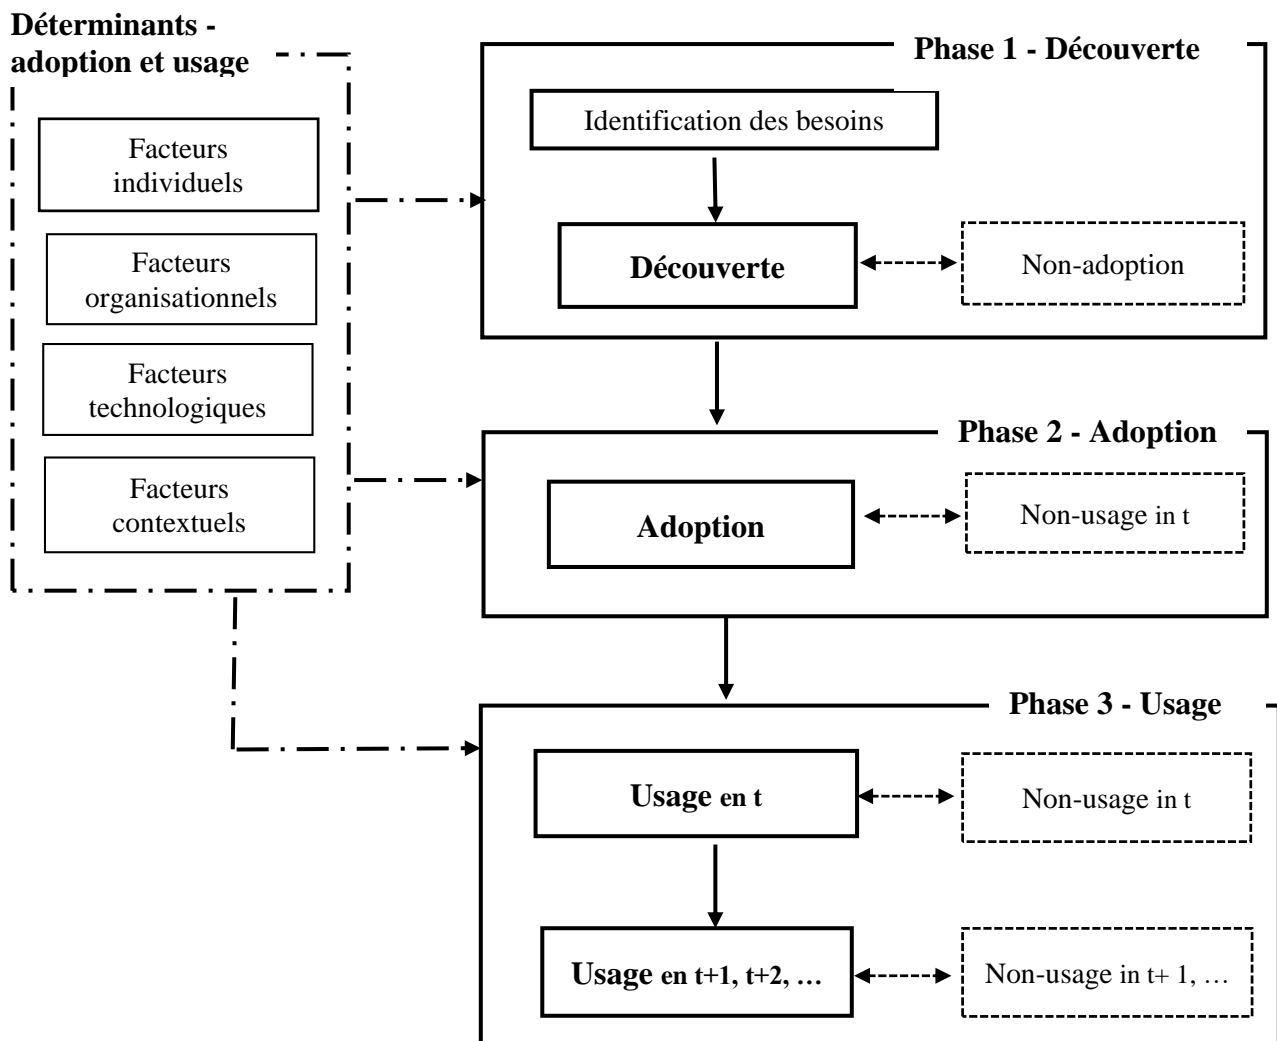 Déterminants -
adoption et usage
Facteurs
individuels
Facteurs
organisationnels
Facteurs
technologiques
Facteurs
contextuels
Phase 1 - Découverte
Identification des besoins
Découverte
Non-adoption
Phase 2 - Adoption
Adoption
Non-usage in t
Phase 3 - Usage
Usage en t
Non-usage in t
Usage en t+1, t+2, …
Non-usage in t+ 1, …